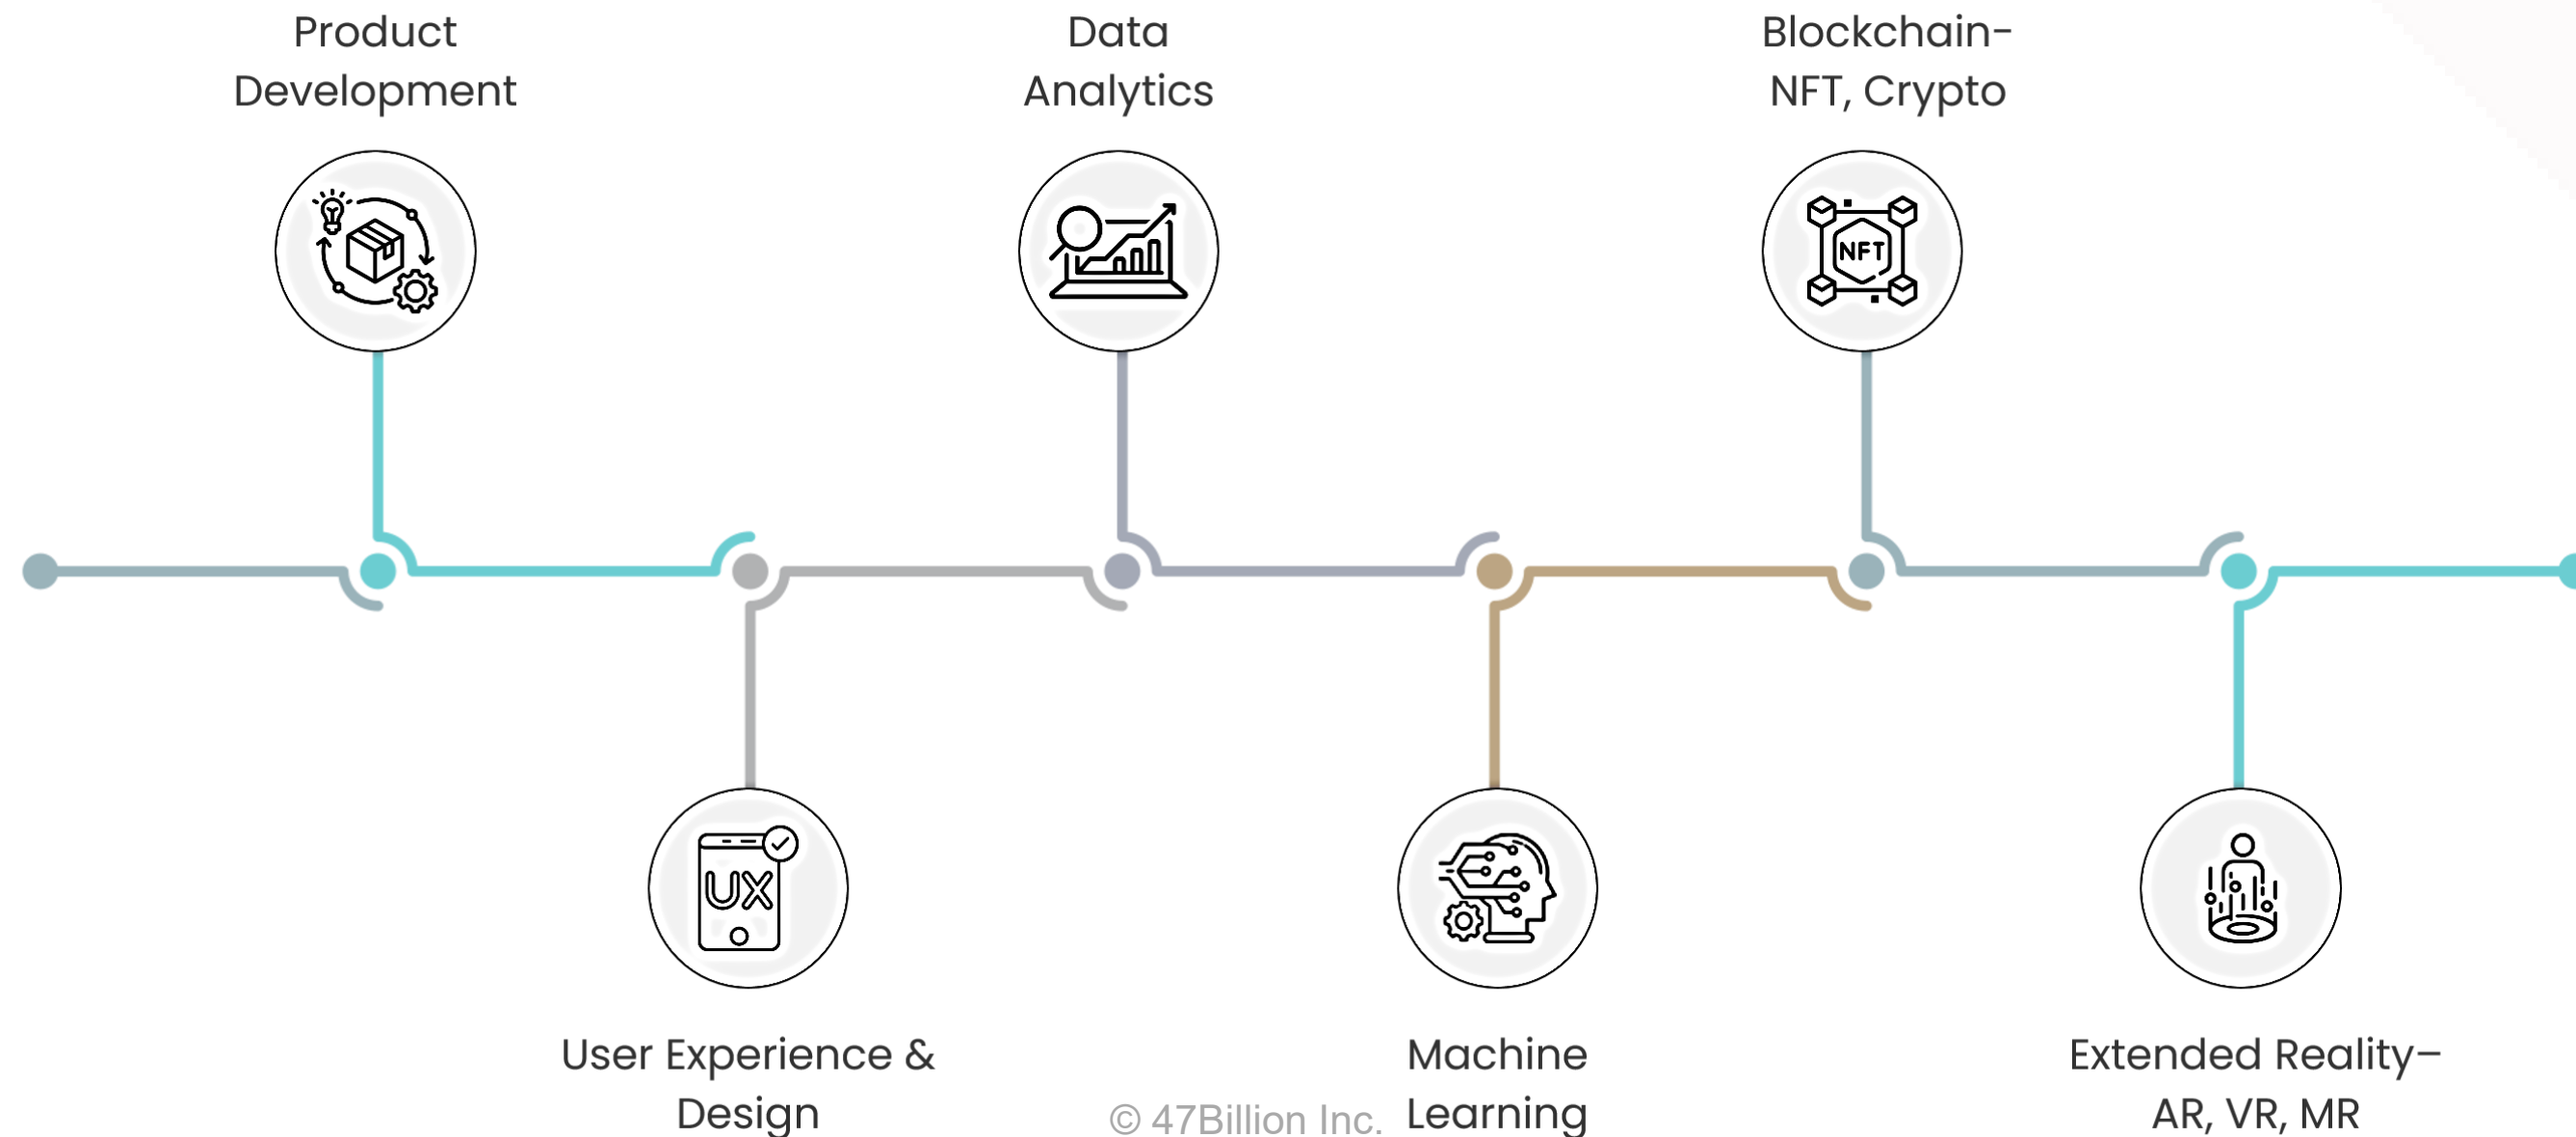 Product
Development
Data
Analytics
Blockchain-
NFT, Crypto
NFT
UX
User Experience &
Design
Machine
Learning
Extended Reality–
AR, VR, MR
© 47Billion Inc.